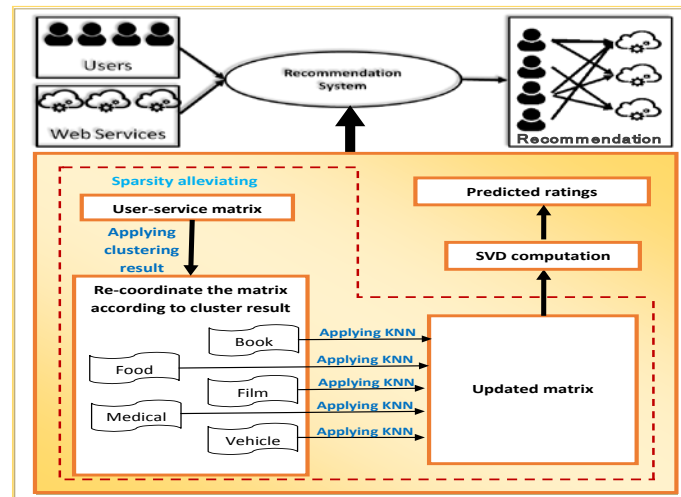 Users
Web Services
Recommendation
System
Recommendation
Sparsity alleviating
User-service matrix
Applying
clustering
result
Re-coordinate the matrix
according to cluster result
Book
Food
Film
Medical
Vehicle
Applying KNN
Applying KNN
Applying KNN
Applying KNN
Applying KNN
Predicted ratings
SVD computation
Updated matrix